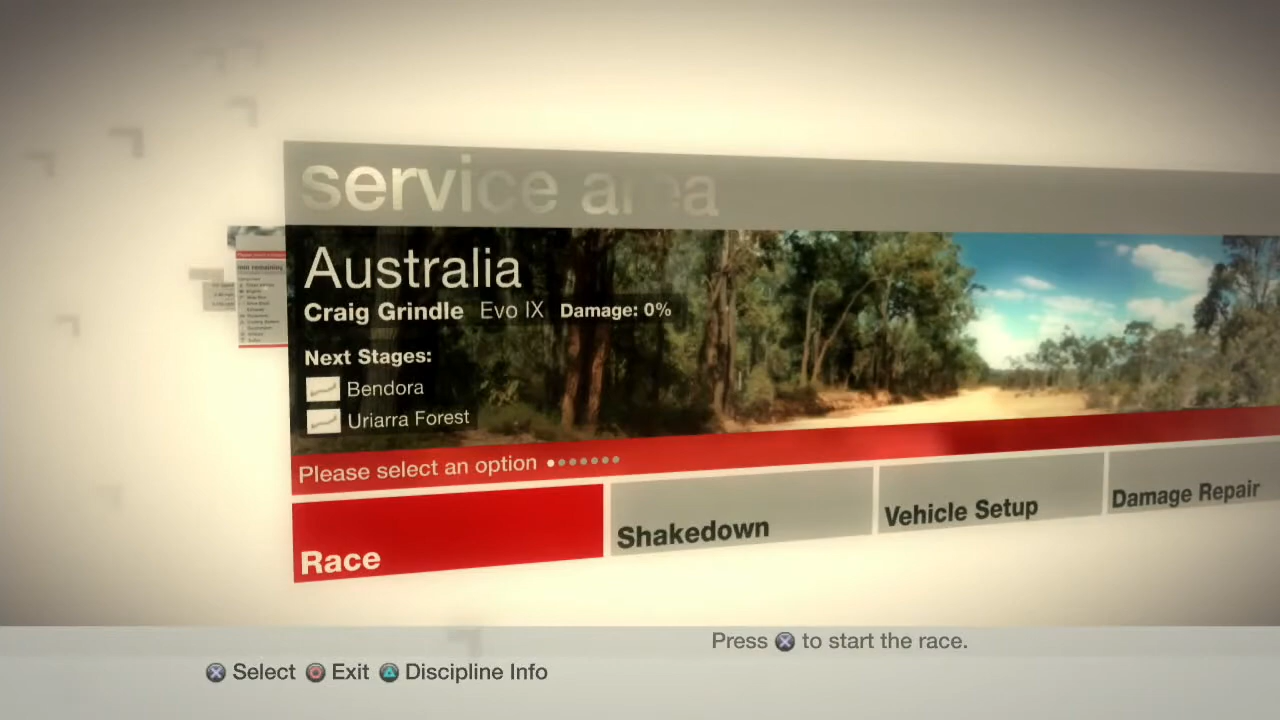 service area
Australia
Craig Grindle Evo IX Damage: 0%
Next Stages:
Bendora
Uriarra Forest
Please select an option
Race
Shakedown
Vehicle Setup
Damage Repair
Press to start the race.
Select Exit Discipline Info